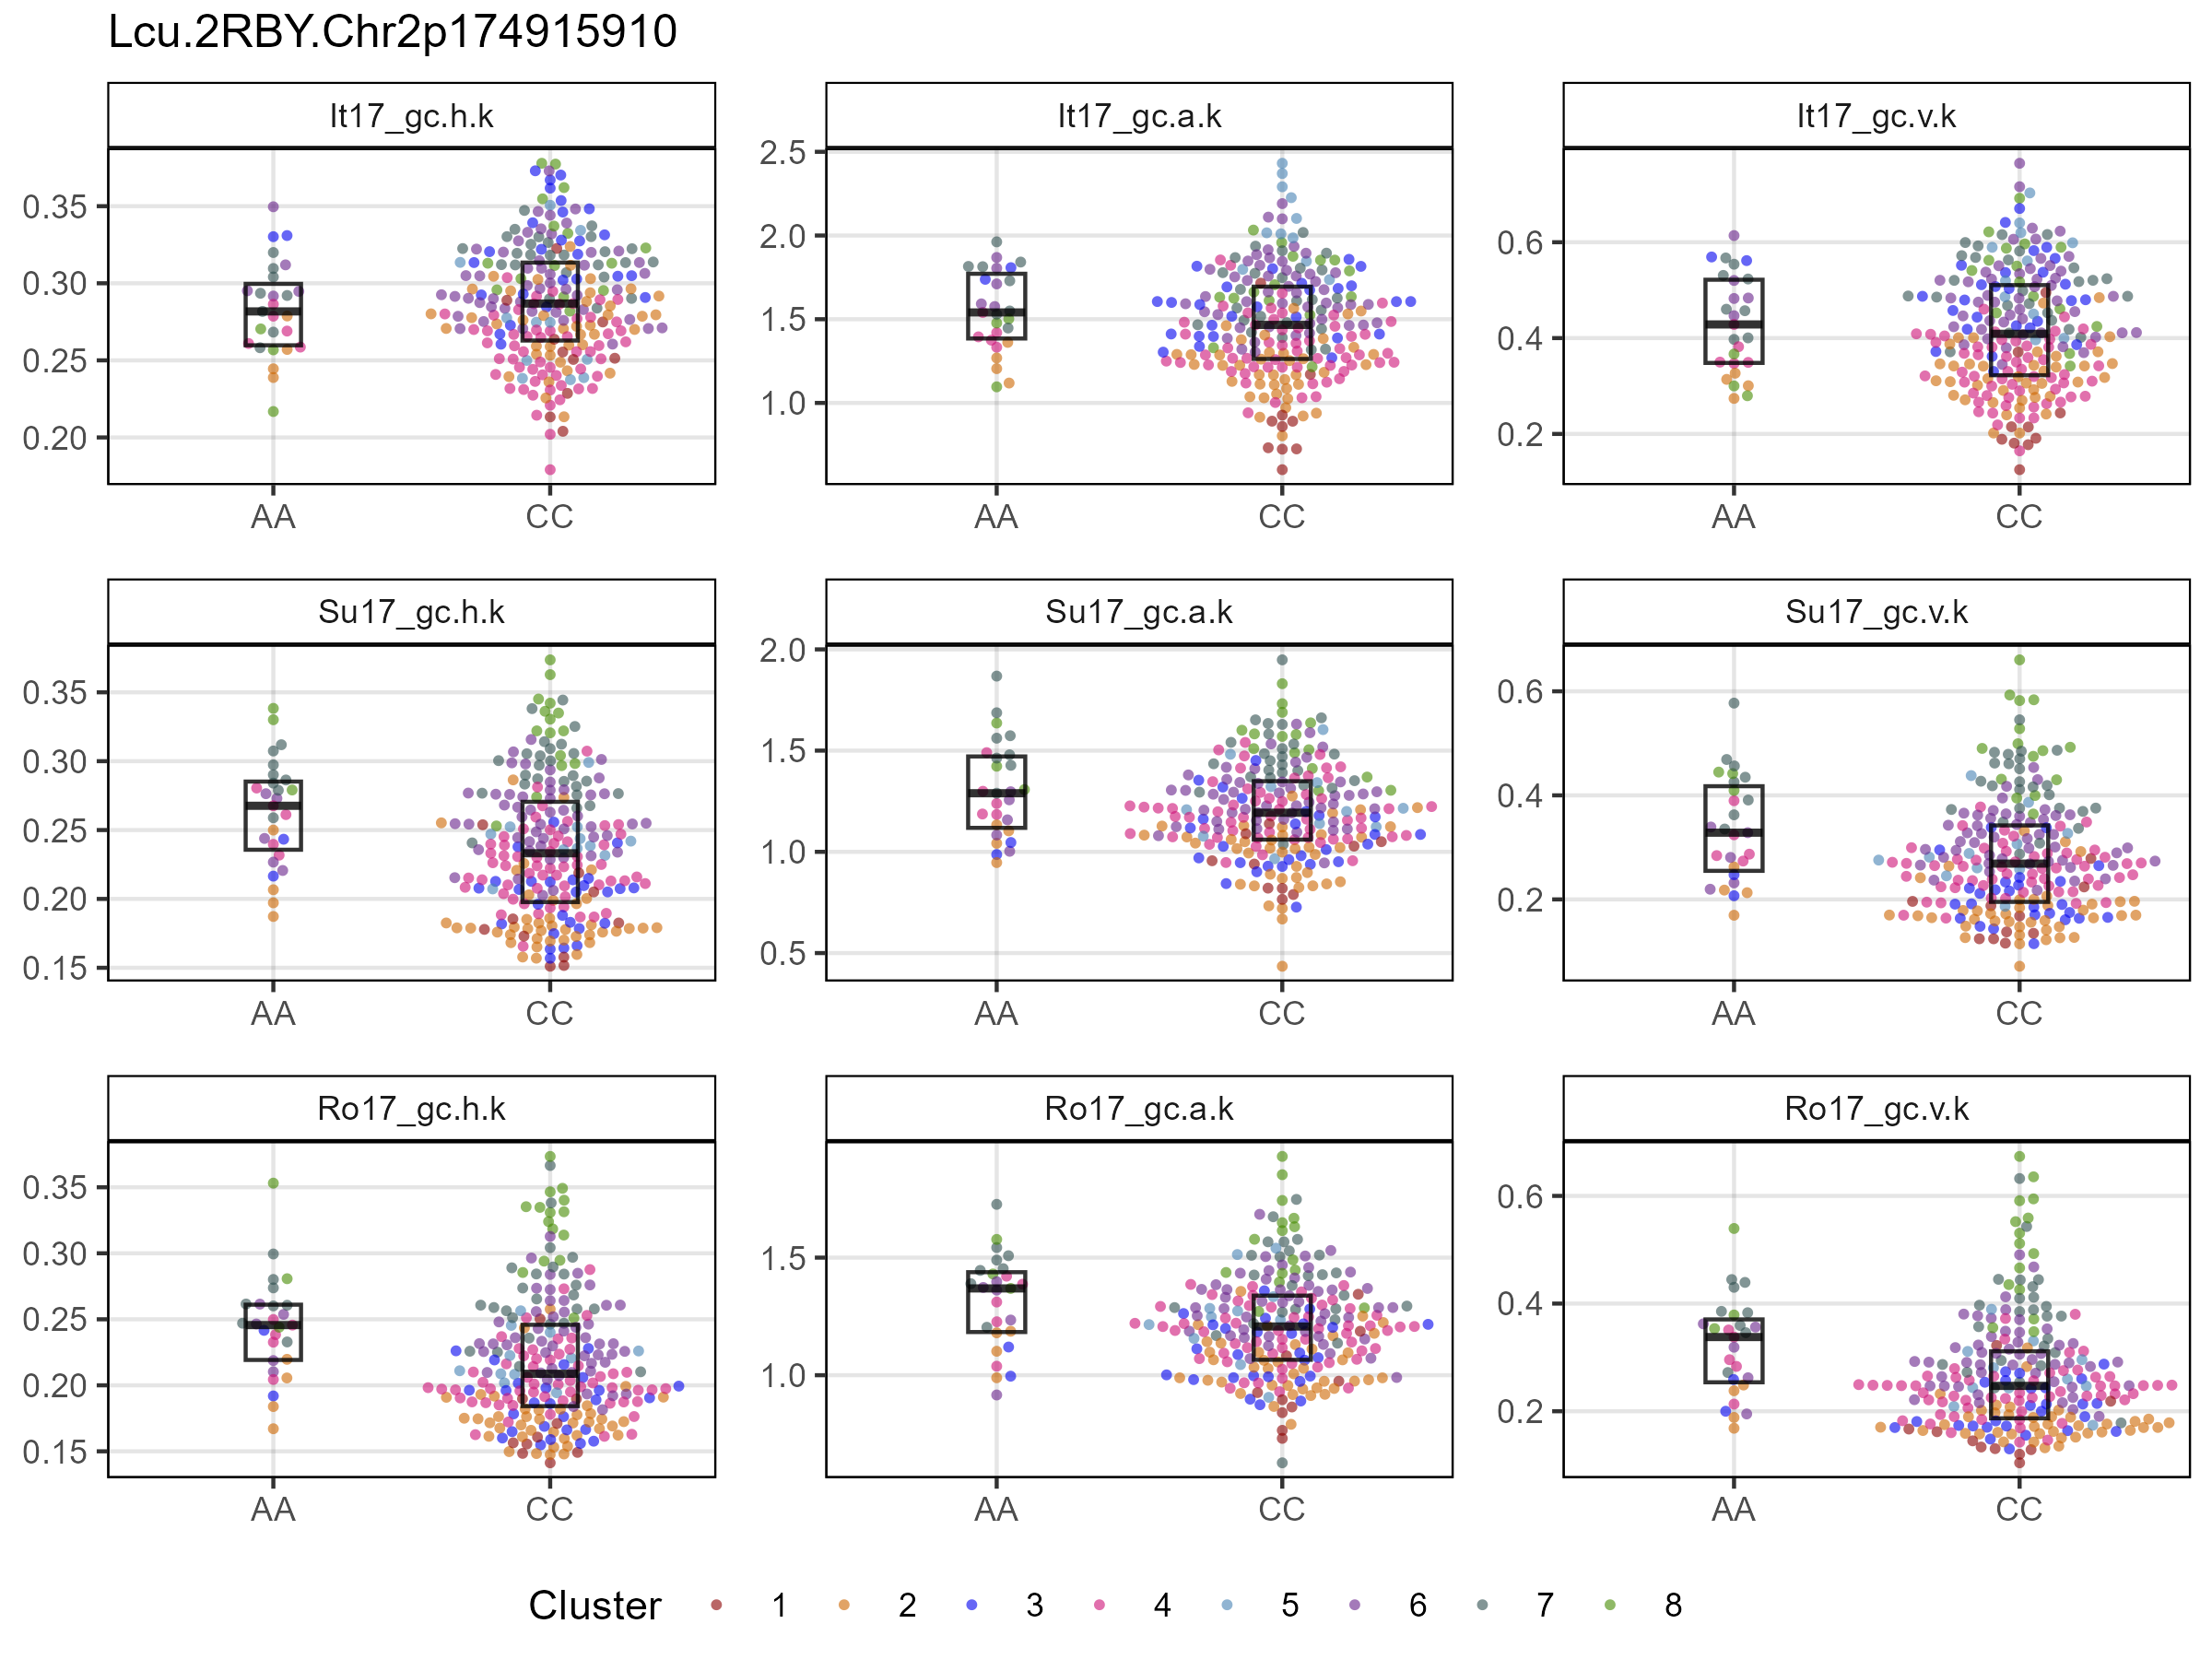 Lcu.2RBY.Chr2p174915910
It17_gc.h.k
It17_gc.a.k
It17_gc.v.k
0.35
0.30
0.25
0.20
2.5
2.0
1.5
1.0
0.6
0.4
0.2
AA
CC
AA
CC
AA
CC
Su17_gc.h.k
Su17_gc.a.k
Su17_gc.v.k
0.35
0.30
0.25
0.20
0.15
2.0
1.5
1.0
0.5
0.6
0.4
0.2
AA
CC
AA
CC
AA
CC
Ro17_gc.h.k
Ro17_gc.a.k
Ro17_gc.v.k
0.35
0.30
0.25
0.20
0.15
1.5
1.0
0.6
0.4
0.2
AA
CC
AA
CC
AA
CC
Cluster 1 2 3 4 5 6 7 8